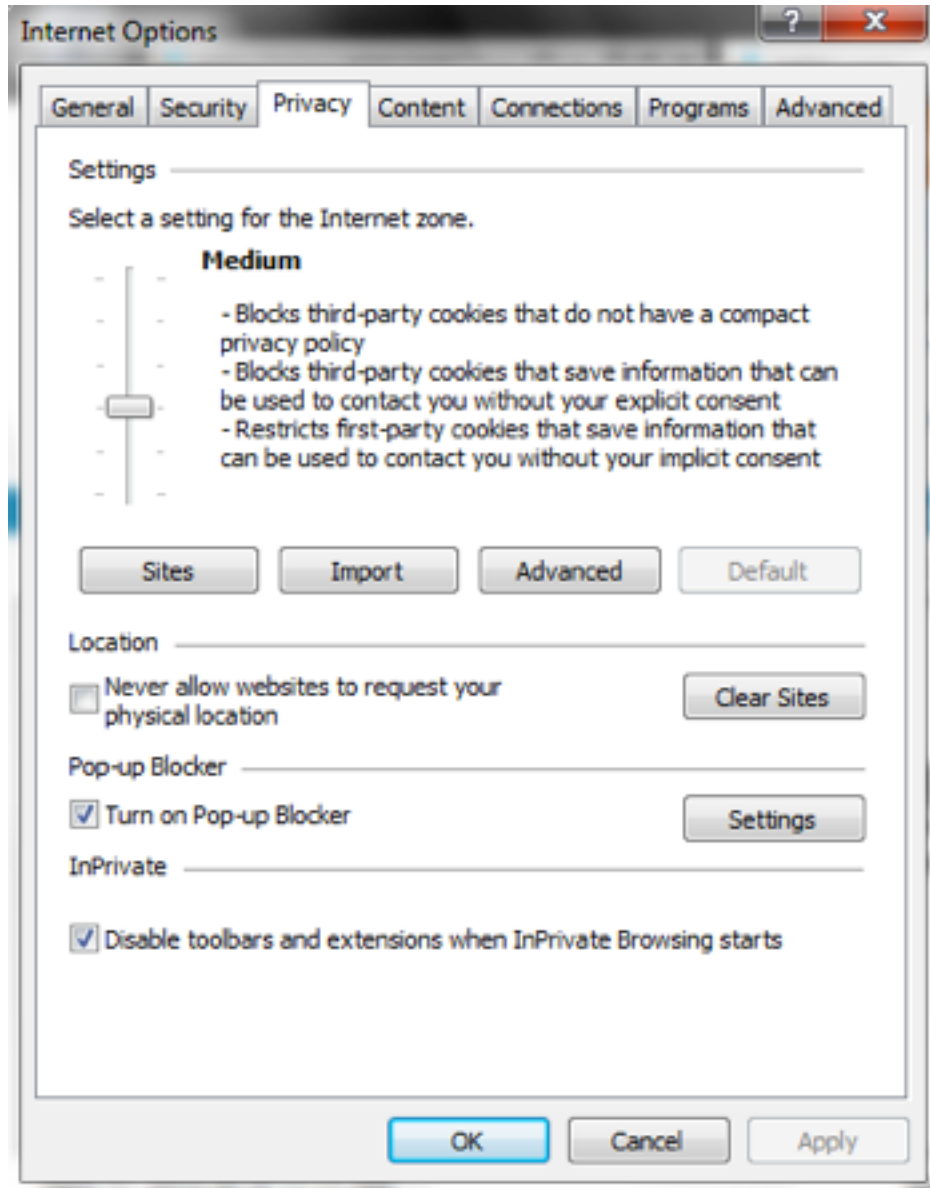 Internet Options
?
General Security Privacy Content Connections Programs Advanced
Settings
Select a setting for the Internet zone.
Medium
- Blocks third-party cookies that do not have a compact
privacy policy
- Blocks third-party cookies that save information that can
be used to contact you without your explicit consent
- Restricts first-party cookies that save information that
can be used to contact you without your implicit consent
Sites Import Advanced Default
Location
Never allow websites to request your
physical location
Clear Sites
Pop-up Blocker
Turn on Pop-up Blocker Settings
InPrivate
Disable toolbars and extensions when InPrivate Browsing starts
OK Cancel Apply